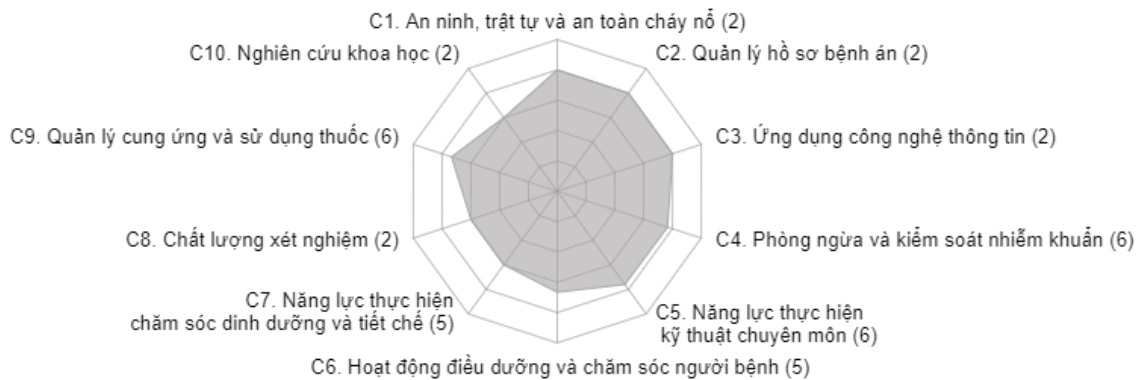 C1. An ninh, trật tự và an toàn cháy nổ (2)
C10. Nghiên cứu khoa học (2)
C2. Quản lý hồ sơ bệnh án (2)
C9. Quản lý cung ứng và sử dụng thuốc (6)
C3. Ứng dụng công nghệ thông tin (2)
C8. Chất lượng xét nghiệm (2)
C4. Phòng ngừa và kiểm soát nhiễm khuẩn (6)
C7. Năng lực thực hiện
chăm sóc dinh dưỡng và tiết chế (5)
C5. Năng lực thực hiện
kỹ thuật chuyên môn (6)
C6. Hoạt động điều dưỡng và chăm sóc người bệnh (5)